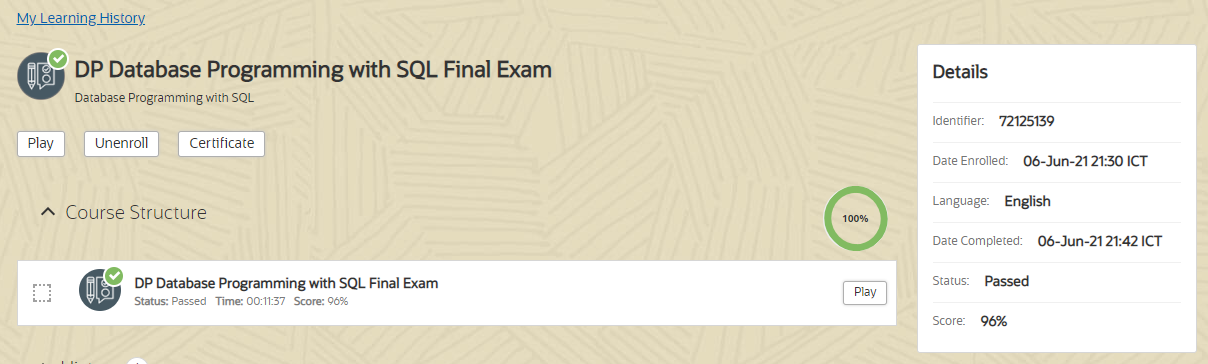 My Learning History
DP Database Programming with SQL Final Exam
Database Programming with SQL
Play Unenroll Certificate
Course Structure
100%
DP Database Programming with SQL Final Exam
Status: Passed Time: 00:11:37 Score: 96%
Play
Details
Identifier: 72125139
Date Enrolled: 06-Jun-21 21:30 ICT
Language: English
Date Completed: 06-Jun-21 21:42 ICT
Status: Passed
Score: 96%